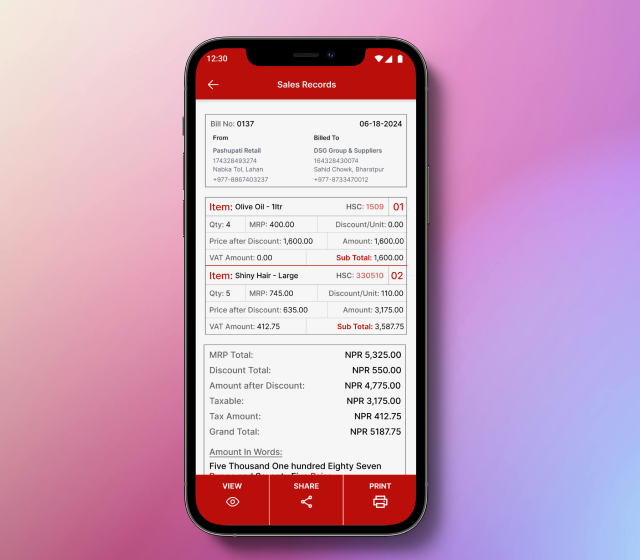 12:30
Sales Records
Bill No: 0137 06-18-2024
From Billed To
Pashupati Retail DSG Group & Suppliers
174328493274 164328430074
Nabka Tol, Lahan Sahid Chowk, Bharatpur
+977-8867403237 +977-8733470012
Item: Olive Oil - 1ltr HSC: 1509 01
Qty: 4 MRP: 400.00 Discount/Unit: 0.00
Price after Discount: 1,600.00 Amount: 1,600.00
VAT Amount: 0.00 Sub Total: 1,600.00
Item: Shiny Hair - Large HSC: 330510 02
Qty: 5 MRP: 745.00 Discount/Unit: 110.00
Price after Discount: 635.00 Amount: 3,175.00
VAT Amount: 412.75 Sub Total: 3,587.75
MRP Total: NPR 5,325.00
Discount Total: NPR 550.00
Amount after Discount: NPR 4,775.00
Taxable: NPR 3,175.00
Tax Amount: NPR 412.75
Grand Total: NPR 5187.75
Amount In Words:
Five Thousand One hundred Eighty Seven
VIEW SHARE PRINT